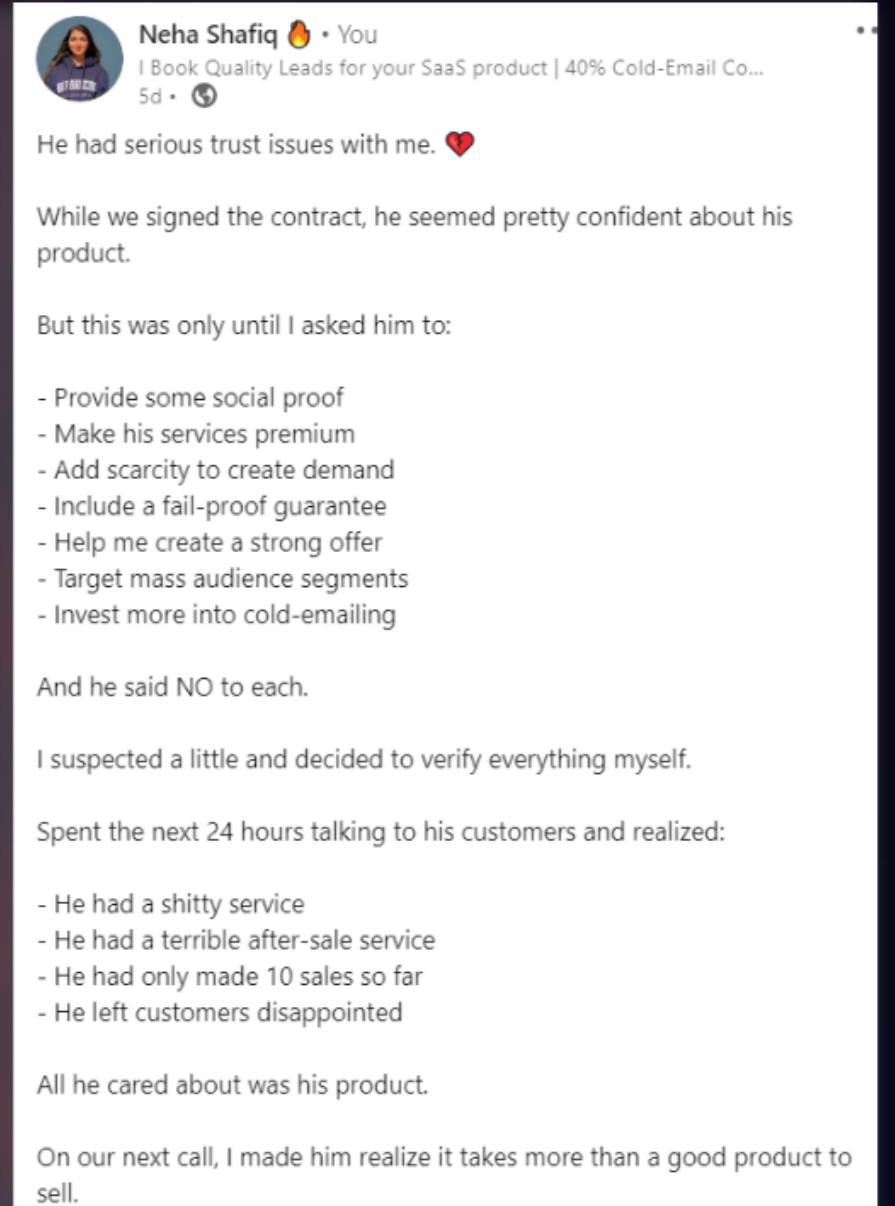 Neha Shafiq 🔥 • You
I Book Quality Leads for your SaaS product | 40% Cold-Email Co...
5d •
He had serious trust issues with me. 💔
While we signed the contract, he seemed pretty confident about his
product.
But this was only until I asked him to:
- Provide some social proof
- Make his services premium
- Add scarcity to create demand
- Include a fail-proof guarantee
- Help me create a strong offer
- Target mass audience segments
- Invest more into cold-emailing
And he said NO to each.
I suspected a little and decided to verify everything myself.
Spent the next 24 hours talking to his customers and realized:
- He had a shitty service
- He had a terrible after-sale service
- He had only made 10 sales so far
- He left customers disappointed
All he cared about was his product.
On our next call, I made him realize it takes more than a good product to
sell.